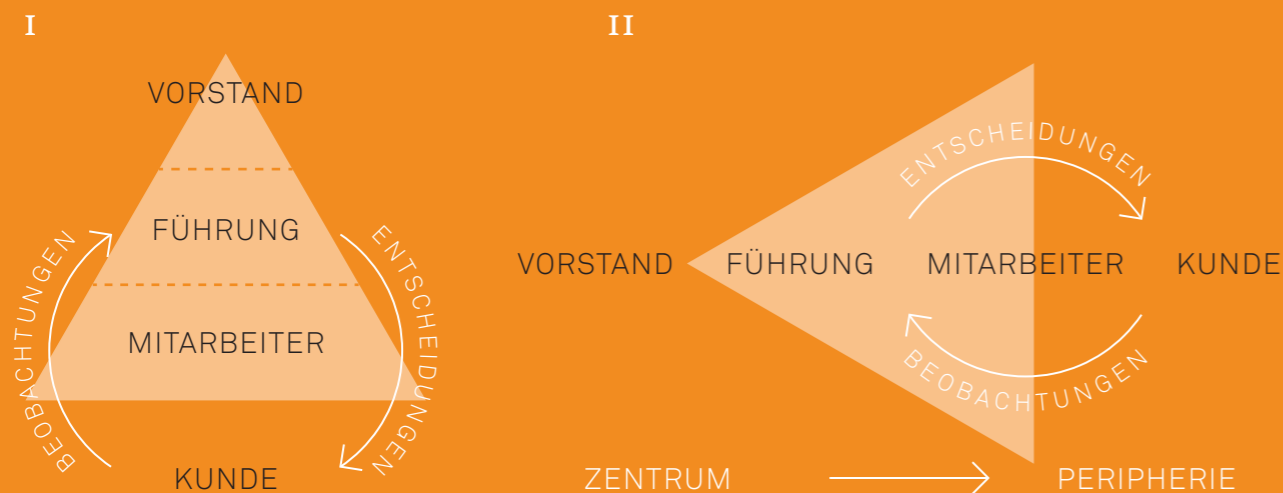 I
VORSTAND
FÜHRUNG
MITARBEITER
KUNDE
BEOBACHTUNGEN
ENTSCHEIDUNGEN
II
ENTSCHEIDUNGEN
VORSTAND FÜHRUNG MITARBEITER KUNDE
BEOBACHTUNGEN
ZENTRUM PERIPHERIE